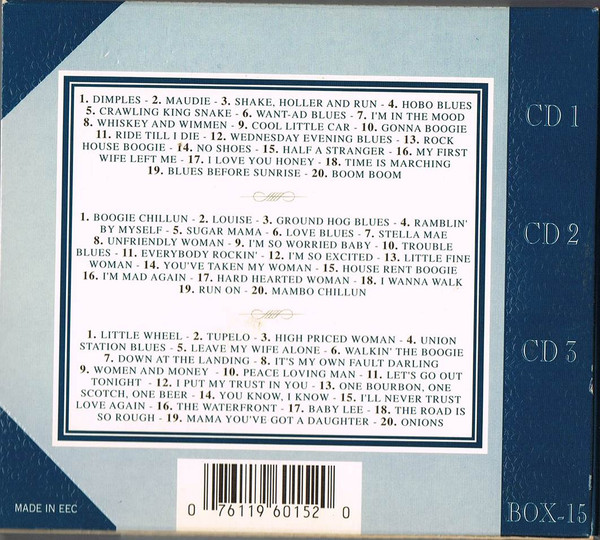 1. DIMPLES - 2. MAUDIE - 3. SHAKE, HOLLER AND RUN - 4. HOBO BLUES
5. CRAWLING KING SNAKE - 6. WANT-AD BLUES - 7. I'M IN THE MOOD
8. WHISKEY AND WIMMEN - 9. COOL LITTLE CAR - 10. GONNA BOOGIE
11. RIDE TILL I DIE - 12. WEDNESDAY EVENING BLUES - 13. ROCK
HOUSE BOOGIE - 14. NO SHOES - 15. HALF A STRANGER - 16. MY FIRST
WIFE LEFT ME - 17. I LOVE YOU HONEY - 18. TIME IS MARCHING
19. BLUES BEFORE SUNRISE - 20. BOOM BOOM
CD 1
1. BOOGIE CHILLUN - 2. LOUISE - 3. GROUND HOG BLUES - 4. RAMBLIN'
BY MYSELF - 5. SUGAR MAMA - 6. LOVE BLUES - 7. STELLA MAE
8. UNFRIENDLY WOMAN - 9. I'M SO WORRIED BABY - 10. TROUBLE
BLUES - 11. EVERYBODY ROCKIN' - 12. I'M SO EXCITED - 13. LITTLE FINE
WOMAN - 14. YOU'VE TAKEN MY WOMAN - 15. HOUSE RENT BOOGIE
16. I'M MAD AGAIN - 17. HARD HEARTED WOMAN - 18. I WANNA WALK
19. RUN ON - 20. MAMBO CHILLUN
CD 2
1. LITTLE WHEEL - 2. TUPELO - 3. HIGH PRICED WOMAN - 4. UNION
STATION BLUES - 5. LEAVE MY WIFE ALONE - 6. WALKIN' THE BOOGIE
7. DOWN AT THE LANDING - 8. IT'S MY OWN FAULT DARLING
9. WOMEN AND MONEY - 10. PEACE LOVING MAN - 11. LET'S GO OUT
TONIGHT - 12. I PUT MY TRUST IN YOU - 13. ONE BOURBON, ONE
SCOTCH, ONE BEER - 14. YOU KNOW, I KNOW - 15. I'LL NEVER TRUST
LOVE AGAIN - 16. THE WATERFRONT - 17. BABY LEE - 18. THE ROAD IS
SO ROUGH - 19. MAMA YOU'VE GOT A DAUGHTER - 20. ONIONS
CD 3
MADE IN EEC
0 76119 60152 0
BOX-15